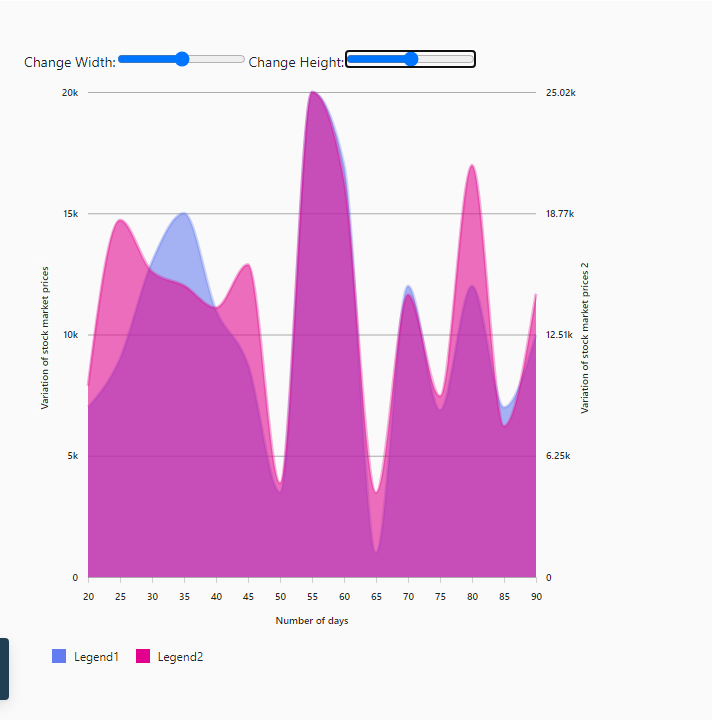 Change Width: Change Height:
20k 25.02k
15k 18.77k
Variation of stock market prices
Variation of stock market prices 2
10k 12.51k
5k 6.25k
0 0
20 25 30 35 40 45 50 55 60 65 70 75 80 85 90
Number of days
Legend1 Legend2